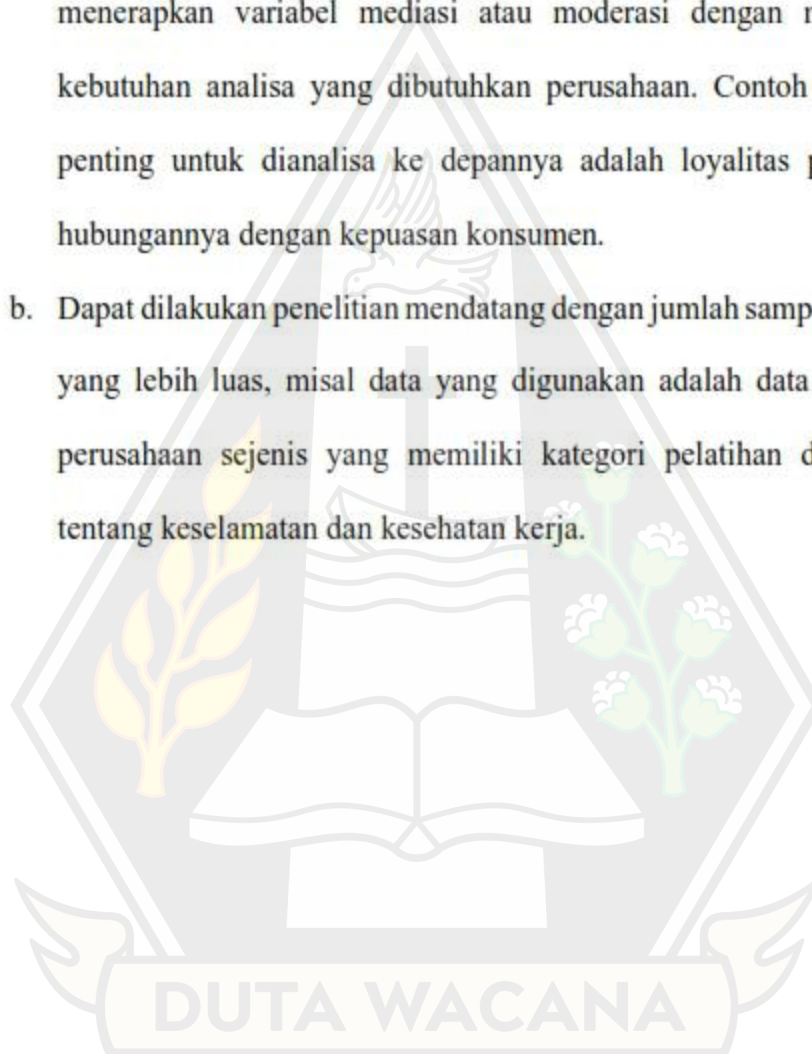 menerapkan variabel mediasi atau moderasi dengan
kebutuhan analisa yang dibutuhkan perusahaan. Contoh
penting untuk dianalisa ke depannya adalah loyalitas
hubungannya dengan kepuasan konsumen.
b. Dapat dilakukan penelitian mendatang dengan jumlah
yang lebih luas, misal data yang digunakan adalah data
perusahaan sejenis yang memiliki kategori pelatihan
tentang keselamatan dan kesehatan kerja.
DUTA WACANA